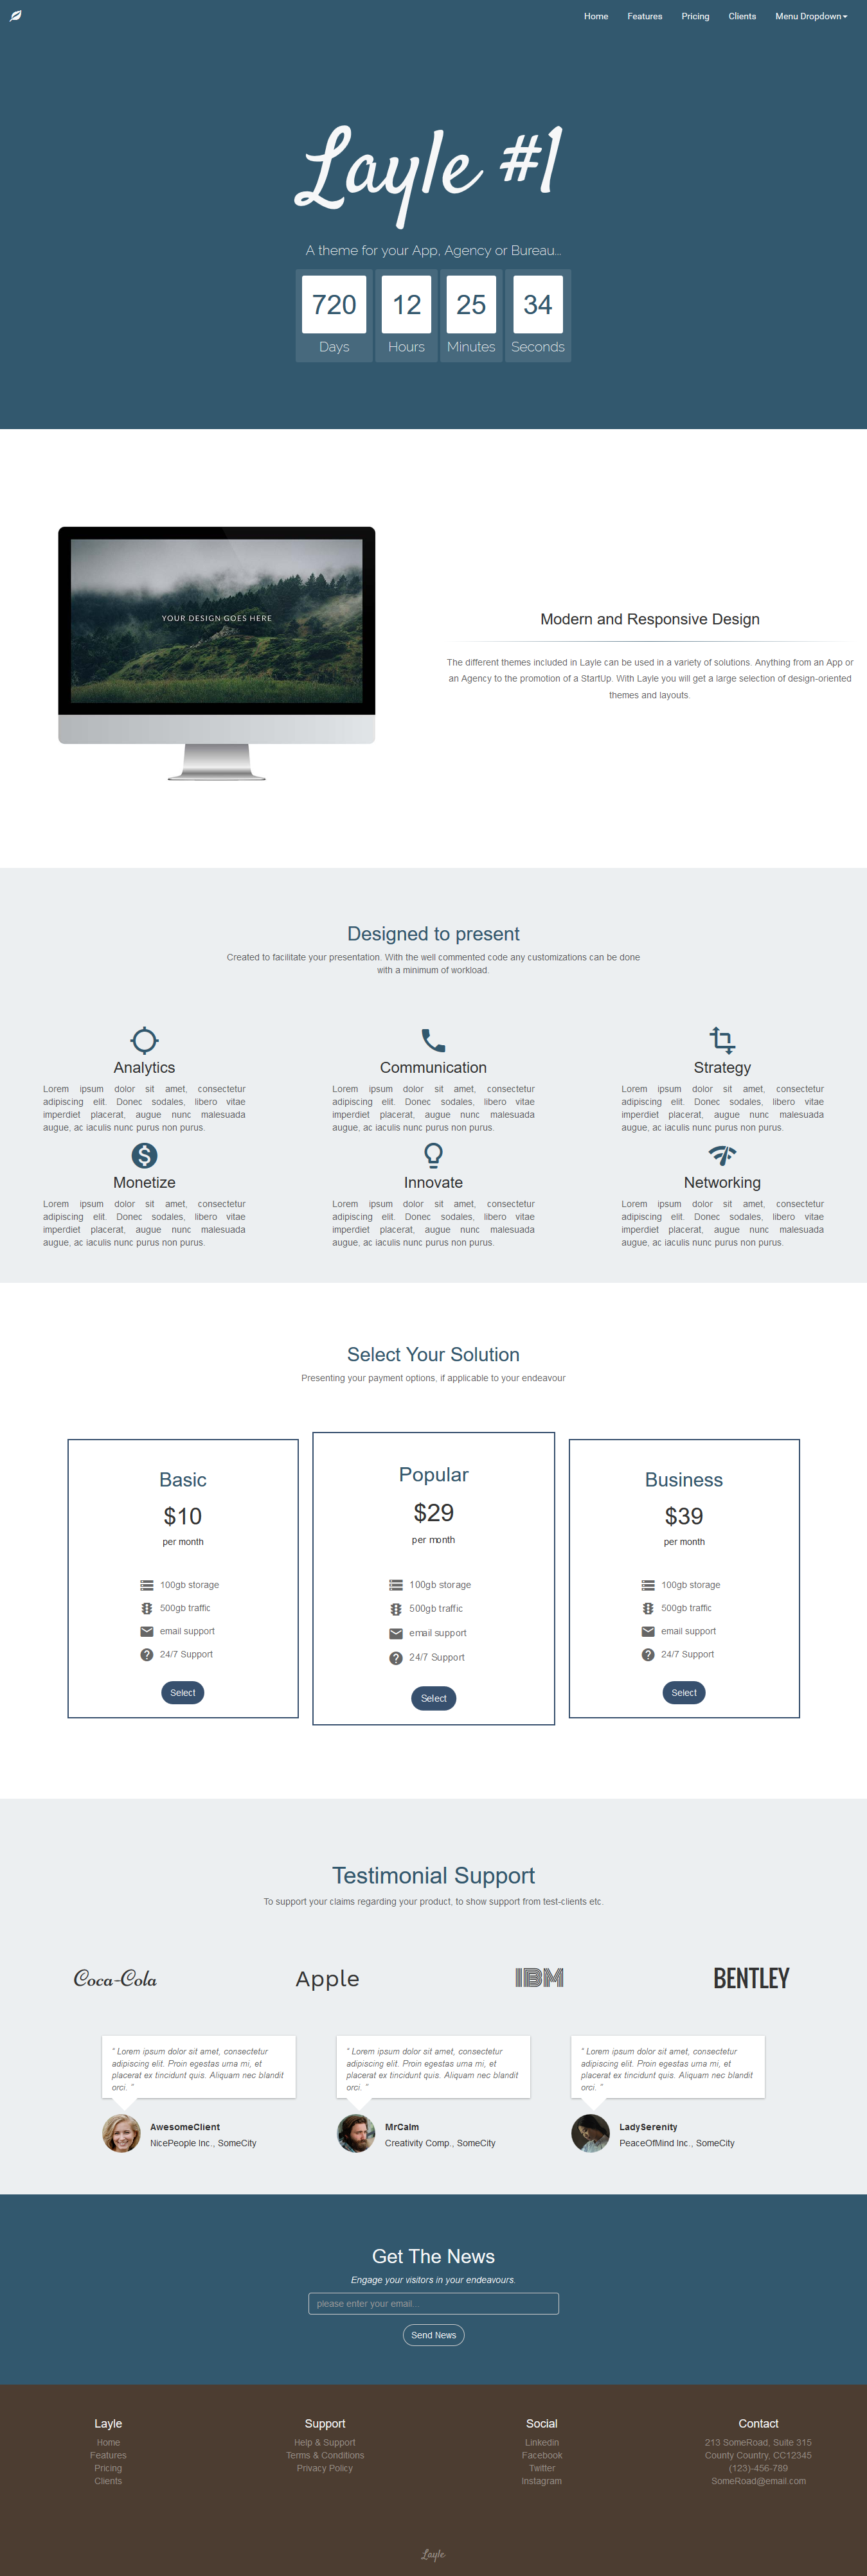 Home Features Pricing Clients Menu Dropdown
Layle #1
A theme for your App, Agency or Bureau...
720 12 25 34
Days Hours Minutes Seconds
YOUR DESIGN GOES HERE
Modern and Responsive Design
The different themes included in Layle can be used in a variety of solutions. Anything from an App or
an Agency to the promotion of a StartUp. With Layle you will get a large selection of design-oriented
themes and layouts.
Designed to present
Created to facilitate your presentation. With the well commented code any customizations can be done
with a minimum of workload.
Analytics
Lorem ipsum dolor sit amet, consectetur
adipiscing elit. Donec sodales, libero vitae
imperdiet placerat, augue nunc malesuada
augue, ac iaculis nunc purus non purus.
Communication
Lorem ipsum dolor sit amet, consectetur
adipiscing elit. Donec sodales, libero vitae
imperdiet placerat, augue nunc malesuada
augue, ac iaculis nunc purus non purus.
Strategy
Lorem ipsum dolor sit amet, consectetur
adipiscing elit. Donec sodales, libero vitae
imperdiet placerat, augue nunc malesuada
augue, ac iaculis nunc purus non purus.
Monetize
Lorem ipsum dolor sit amet, consectetur
adipiscing elit. Donec sodales, libero vitae
imperdiet placerat, augue nunc malesuada
augue, ac iaculis nunc purus non purus.
Innovate
Lorem ipsum dolor sit amet, consectetur
adipiscing elit. Donec sodales, libero vitae
imperdiet placerat, augue nunc malesuada
augue, ac iaculis nunc purus non purus.
Networking
Lorem ipsum dolor sit amet, consectetur
adipiscing elit. Donec sodales, libero vitae
imperdiet placerat, augue nunc malesuada
augue, ac iaculis nunc purus non purus.
Select Your Solution
Presenting your payment options, if applicable to your endeavour
Basic
$10
per month
100gb storage
500gb traffic
email support
24/7 Support
Select
Popular
$29
per month
100gb storage
500gb traffic
email support
24/7 Support
Select
Business
$39
per month
100gb storage
500gb traffic
email support
24/7 Support
Select
Testimonial Support
To support your claims regarding your product, to show support from test-clients etc.
Coca-Cola Apple IBM BENTLEY
" Lorem ipsum dolor sit amet, consectetur
adipiscing elit. Proin egestas urna mi, et
placerat ex tincidunt quis. Aliquam nec blandit
orci. "
AwesomeClient
NicePeople Inc., SomeCity
" Lorem ipsum dolor sit amet, consectetur
adipiscing elit. Proin egestas urna mi, et
placerat ex tincidunt quis. Aliquam nec blandit
orci. "
MrCalm
Creativity Comp., SomeCity
" Lorem ipsum dolor sit amet, consectetur
adipiscing elit. Proin egestas urna mi, et
placerat ex tincidunt quis. Aliquam nec blandit
orci. "
LadySerenity
PeaceOfMind Inc., SomeCity
Get The News
Engage your visitors in your endeavours.
please enter your email...
Send News
Layle
Home
Features
Pricing
Clients
Support
Help & Support
Terms & Conditions
Privacy Policy
Social
Linkedin
Facebook
Twitter
Instagram
Contact
213 SomeRoad, Suite 315
County Country, CC12345
(123)-456-789
SomeRoad@email.com
Layle